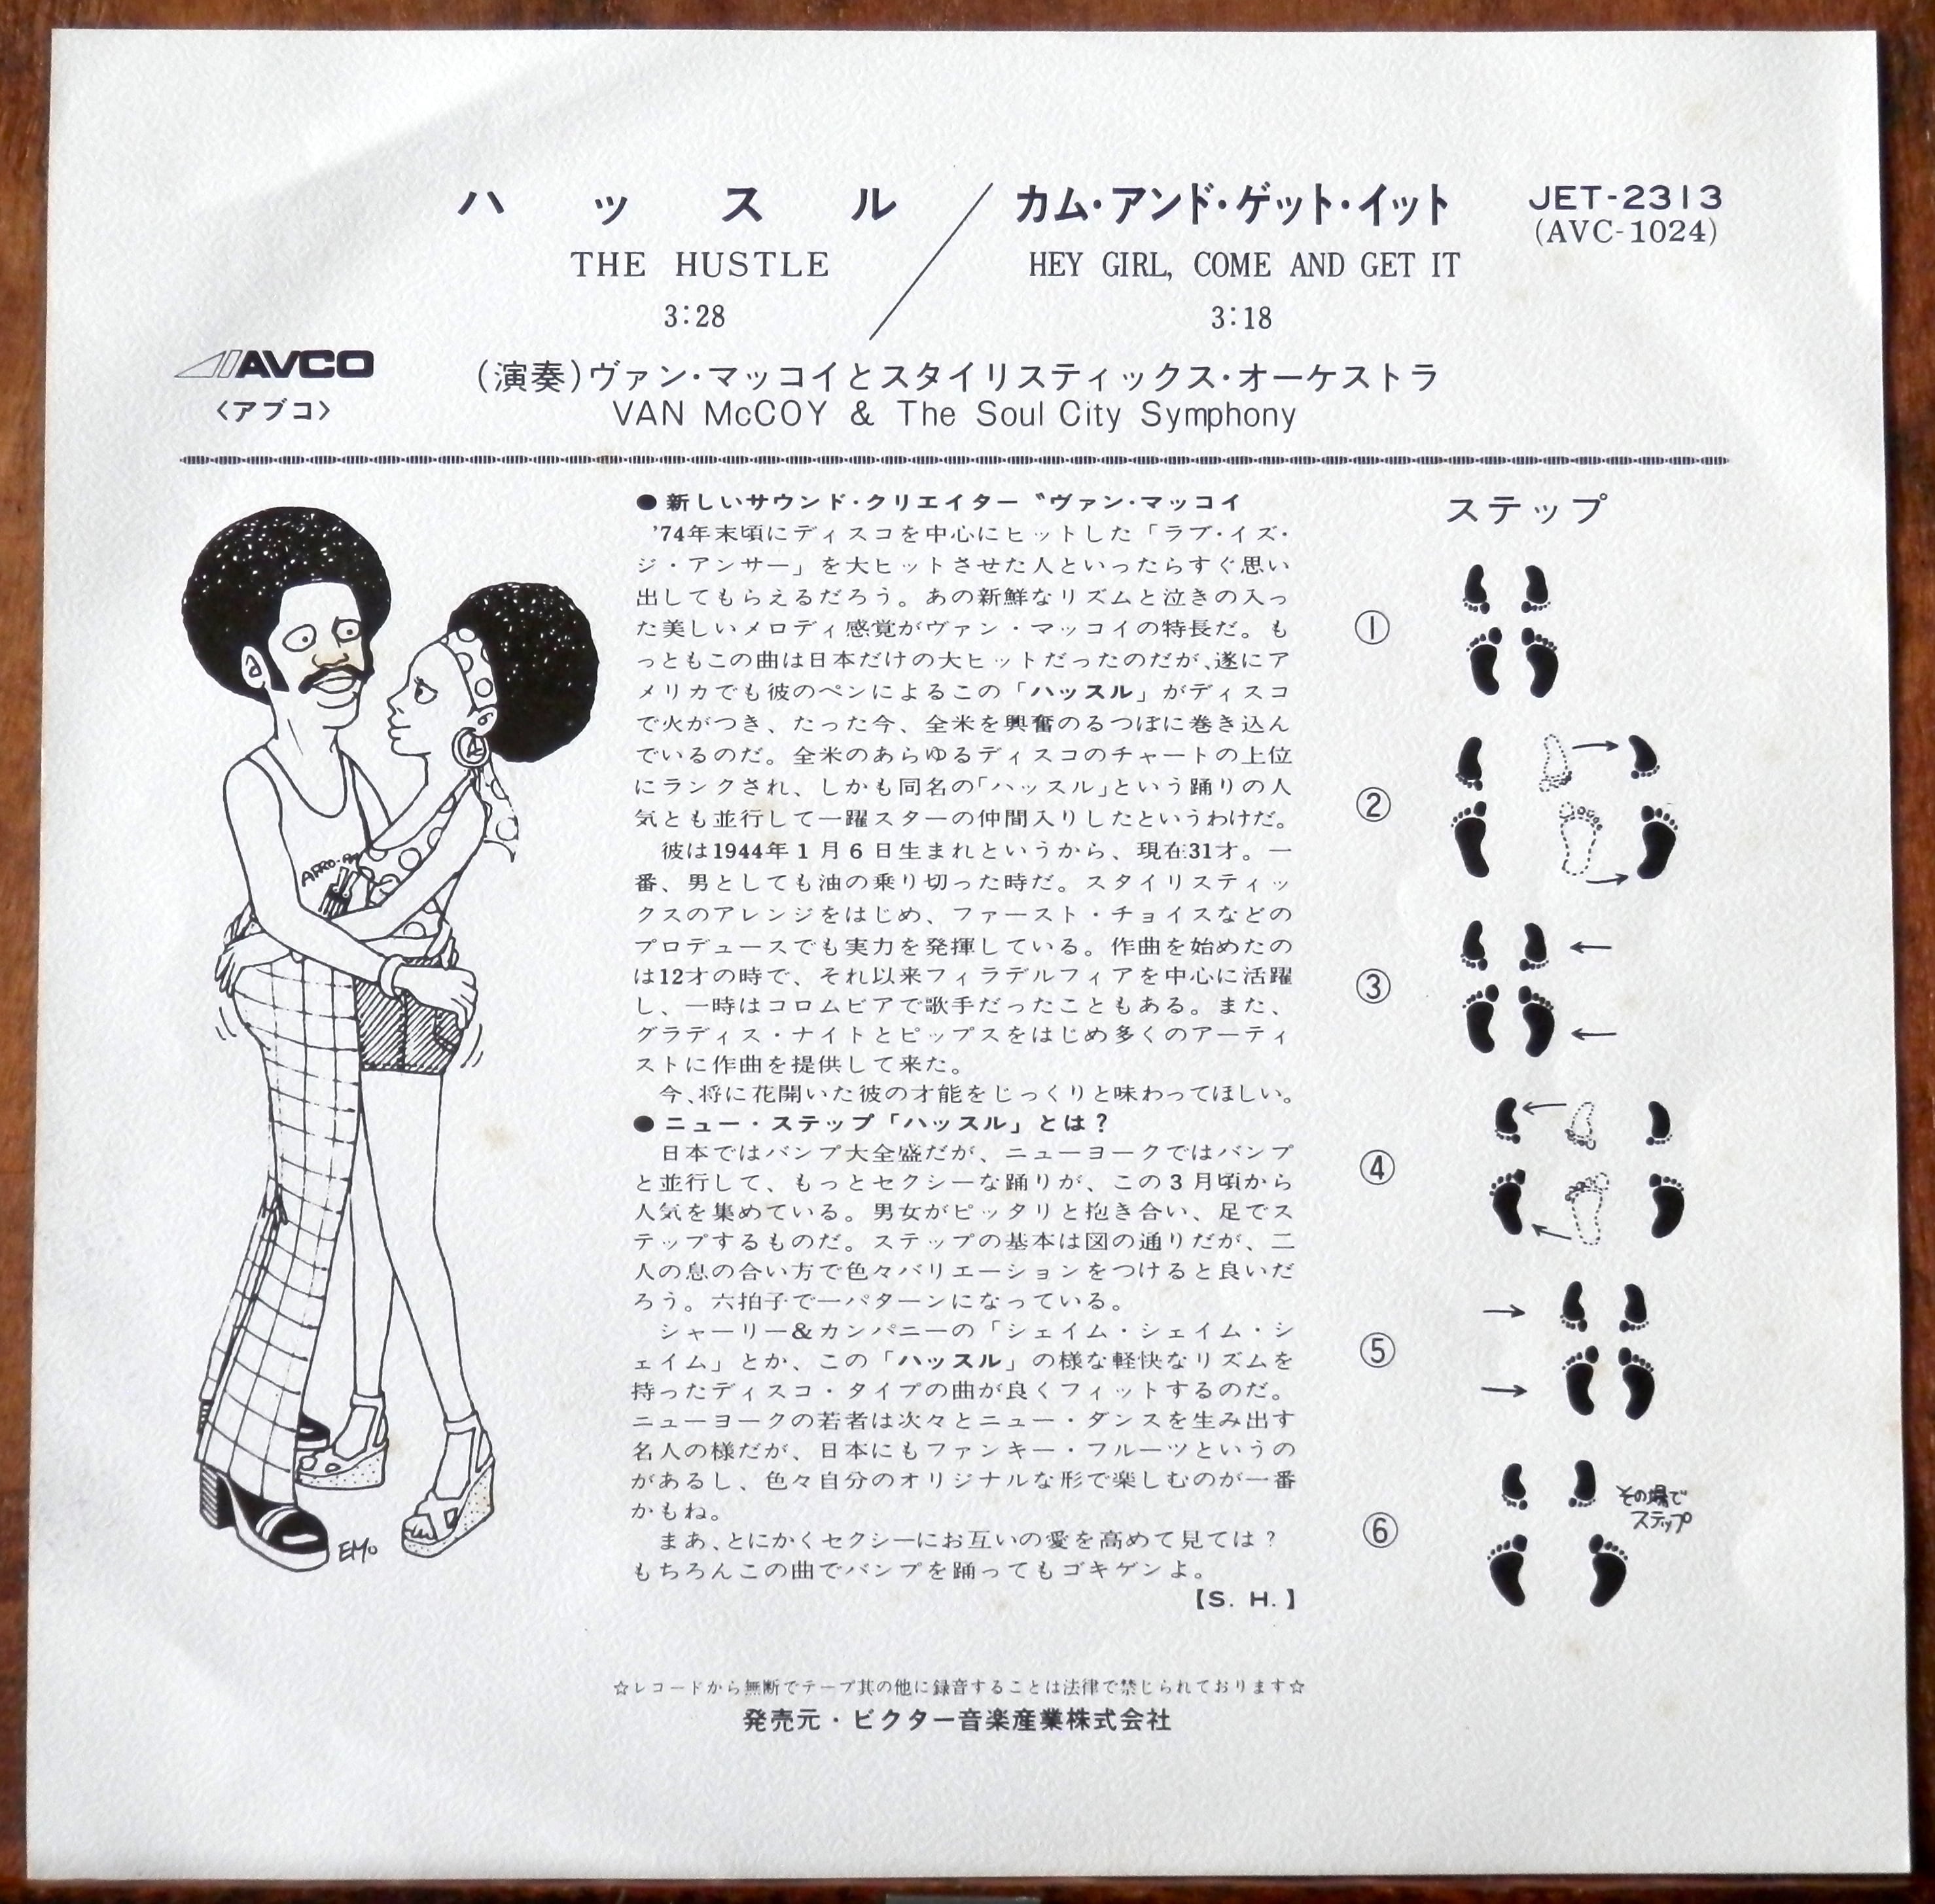 ハッスル／カム・アンド・ゲット・イット
JET-2313
THE HUSTLE
HEY GIRL, COME AND GET IT
(AVC-1024)
3:28
3:18
AVCO
〈アブコ〉
(演奏)ヴァン・マッコイとスタイリスティックス・オーケストラ
VAN McCOY & The Soul City Symphony
●新しいサウンド・クリエイター〝ヴァン・マッコイ
'74年末頃にディスコを中心にヒットした「ラブ・イズ・
ジ・アンサー」を大ヒットさせた人といったらすぐ思い
出してもらえるだろう。あの新鮮なリズムと泣きの入っ
た美しいメロディ感覚がヴァン・マッコイの特長だ。も
っともこの曲は日本だけの大ヒットだったのだが、遂にア
メリカでも彼のペンによるこの「ハッスル」がディスコ
で火がつき、たった今、全米を興奮のるつぼに巻き込ん
でいるのだ。全米のあらゆるディスコのチャートの上位
にランクされ、しかも同名の「ハッスル」という踊りの人
気とも並行して一躍スターの仲間入りしたというわけだ。
彼は1944年1月6日生まれというから、現在31才。一
番、男としても油の乗り切った時だ。スタイリスティッ
クスのアレンジをはじめ、ファースト・チョイスなどの
プロデュースでも実力を発揮している。作曲を始めたの
は12才の時で、それ以来フィラデルフィアを中心に活躍
し、一時はコロムビアで歌手だったこともある。また、
グラディス・ナイトとピップスをはじめ多くのアーティ
ストに作曲を提供して来た。
今、将に花開いた彼の才能をじっくりと味わってほしい。
●ニュー・ステップ「ハッスル」とは?
日本ではバンプ大全盛だが、ニューヨークではバンプ
と並行して、もっとセクシーな踊りが、この3月頃から
人気を集めている。男女がピッタリと抱き合い、足でス
テップするものだ。ステップの基本は図の通りだが、二
人の息の合い方で色々バリエーションをつけると良いだ
ろう。六拍子で一パターンになっている。
シャーリー&カンパニーの「シェイム・シェイム・シ
ェイム」とか、この「ハッスル」の様な軽快なリズムを
持ったディスコ・タイプの曲が良くフィットするのだ。
ニューヨークの若者は次々とニュー・ダンスを生み出す
名人の様だが、日本にもファンキー・フルーツというの
があるし、色々自分のオリジナルな形で楽しむのが一番
かもね。
まあ、とにかくセクシーにお互いの愛を高めて見ては?
もちろんこの曲でバンプを踊ってもゴキゲンよ。
【S. H.】
ステップ
①
②
③
④
⑤
⑥
その場で
ステップ
AFRO-
EMO
☆レコードから無断でテープ其の他に録音することは法律で禁じられております☆
発売元・ビクター音楽産業株式会社